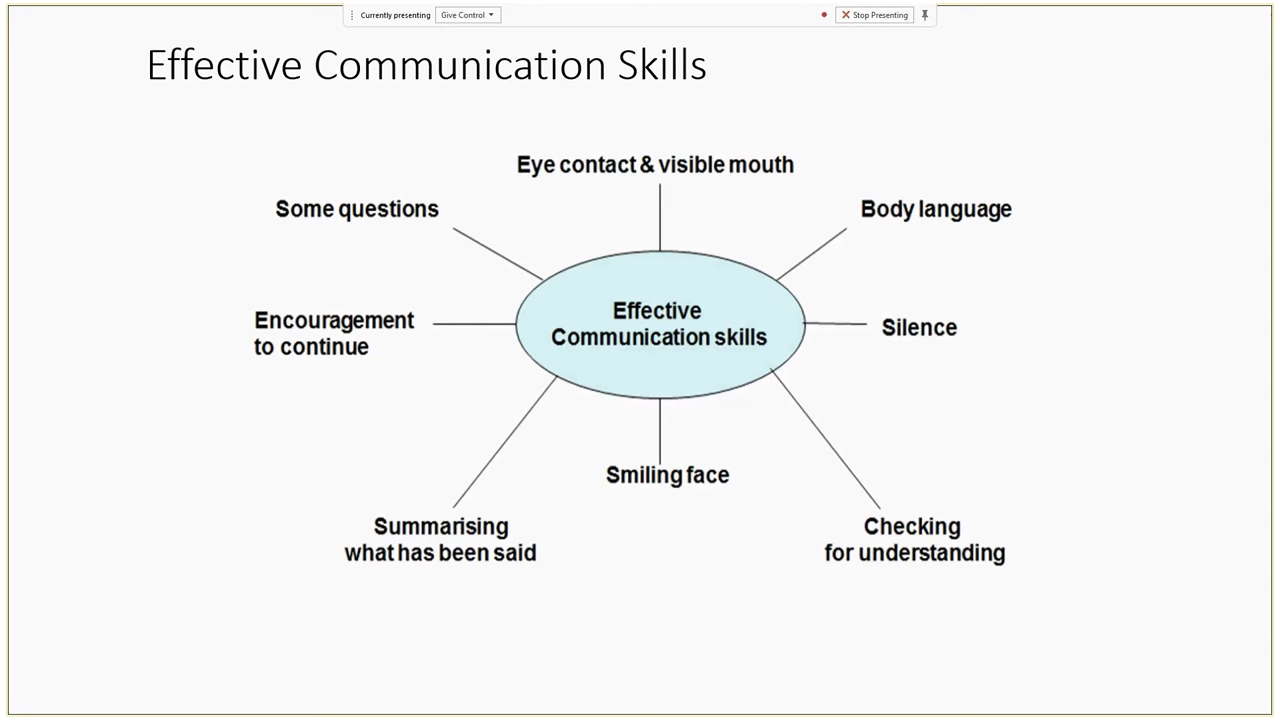 Currently presenting Give Control Stop Presenting
Effective Communication Skills
Eye contact & visible mouth
Some questions
Body language
Effective
Communication skills
Encouragement
to continue
Silence
Smiling face
Summarising
what has been said
Checking
for understanding